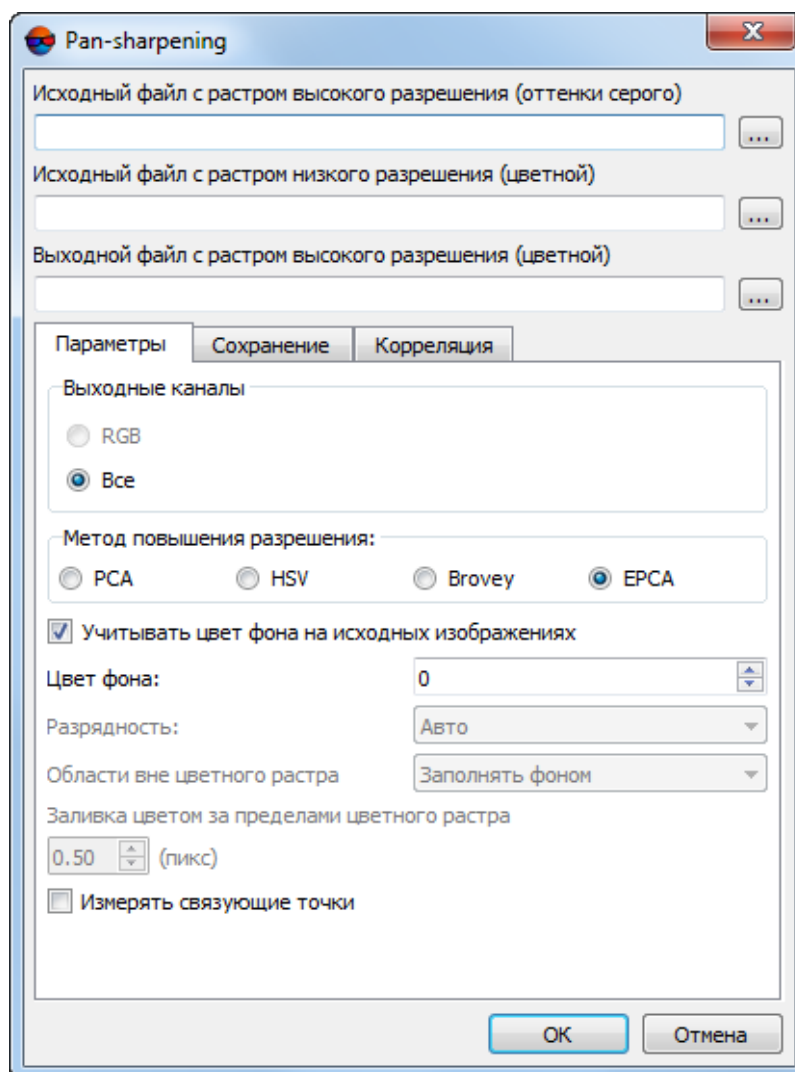 Pan-sharpening
Исходный файл с растром высокого разрешения (оттенки серого)
...
Исходный файл с растром низкого разрешения (цветной)
...
Выходной файл с растром высокого разрешения (цветной)
...
Параметры Сохранение Корреляция
Выходные каналы
RGB
Все
Метод повышения разрешения:
PCA HSV Brovey EPCA
Учитывать цвет фона на исходных изображениях
Цвет фона: 0
Разрядность: Авто
Области вне цветного растра Заполнять фоном
Заливка цветом за пределами цветного растра
0.50 (пикс)
Измерять связующие точки
OK Отмена